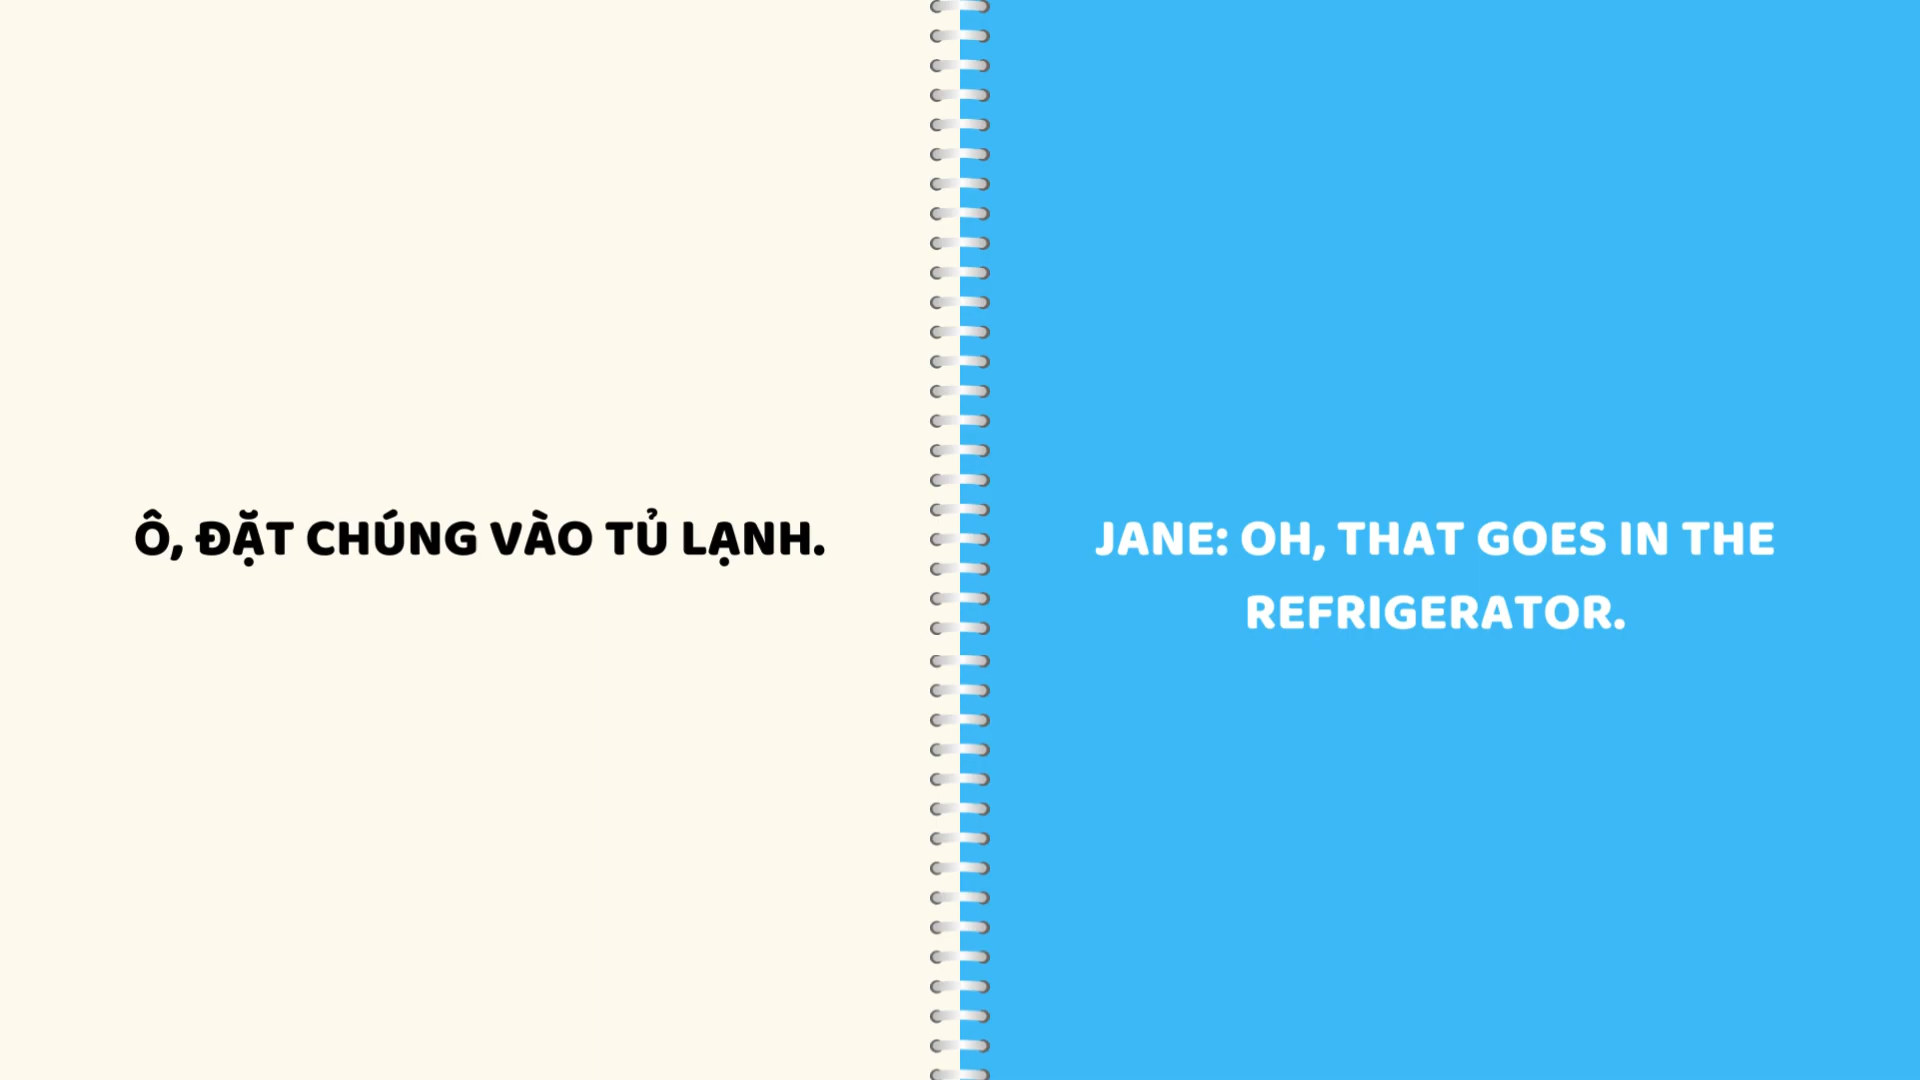 Ô, ĐẶT CHÚNG VÀO TỦ LẠNH.
JANE: OH, THAT GOES IN THE
REFRIGERATOR.